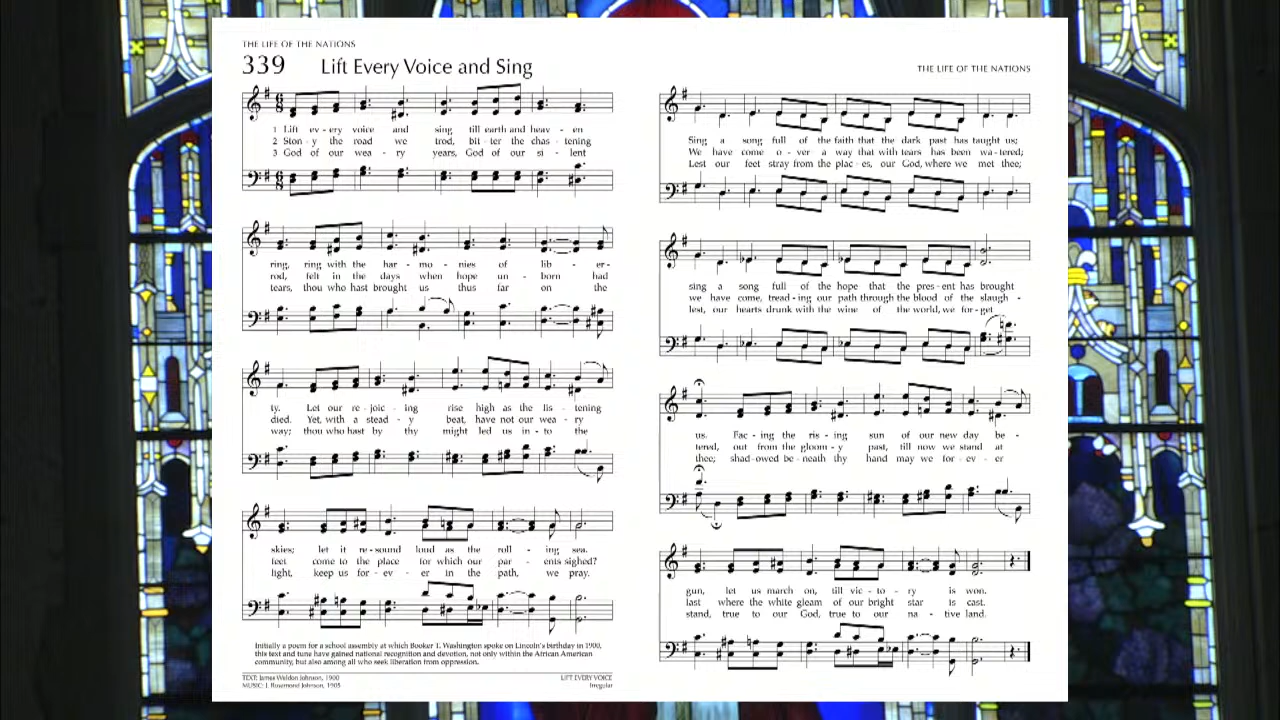 THE LIFE OF THE NATIONS
339 Lift Every Voice and Sing
1 Lift ev - ery voice and sing till earth and heav - en
2 Ston - y the road we trod, bit - ter the chas - tening
3 God of our wea - ry years, God of our si - lent
ring, ring with the har - mo - nies of lib - er-
rod, felt in the days when hope un - born had
tears, thou who hast brought us thus far on the
ty. Let our re - joic - ing rise high as the lis - tening
died. Yet, with a stead - y beat, have not our wea - ry
way; thou who hast by thy might led us in - to the
skies; let it re - sound loud as the roll - ing sea.
feet come to the place for which our par - ents sighed?
light, keep us for - ev - er in the path, we pray.
Initially a poem for a school assembly at which Booker T. Washington spoke on Lincoln's birthday in 1900,
this text and tune have gained national recognition and devotion, not only within the African American
community, but also among all who seek liberation from oppression.
TEXT: James Weldon Johnson, 1900
MUSIC: J. Rosamond Johnson, 1905
LIFT EVERY VOICE
Irregular
THE LIFE OF THE NATIONS
Sing a song full of the faith that the dark past has taught us;
We have come o - ver a way that with tears has been wa - tered;
Lest our feet stray from the plac - es, our God, where we met thee;
sing a song full of the hope that the pres - ent has brought
we have come, tread - ing our path through the blood of the slaugh -
lest, our hearts drunk with the wine of the world, we for - get
us. Fac - ing the ris - ing sun of our new day be -
tered, out from the gloom - y past, till now we stand at
thee; shad - owed be - neath thy hand may we for - ev - er
gun, let us march on, till vic - to - ry is won.
last where the white gleam of our bright star is cast.
stand, true to our God, true to our na - tive land.